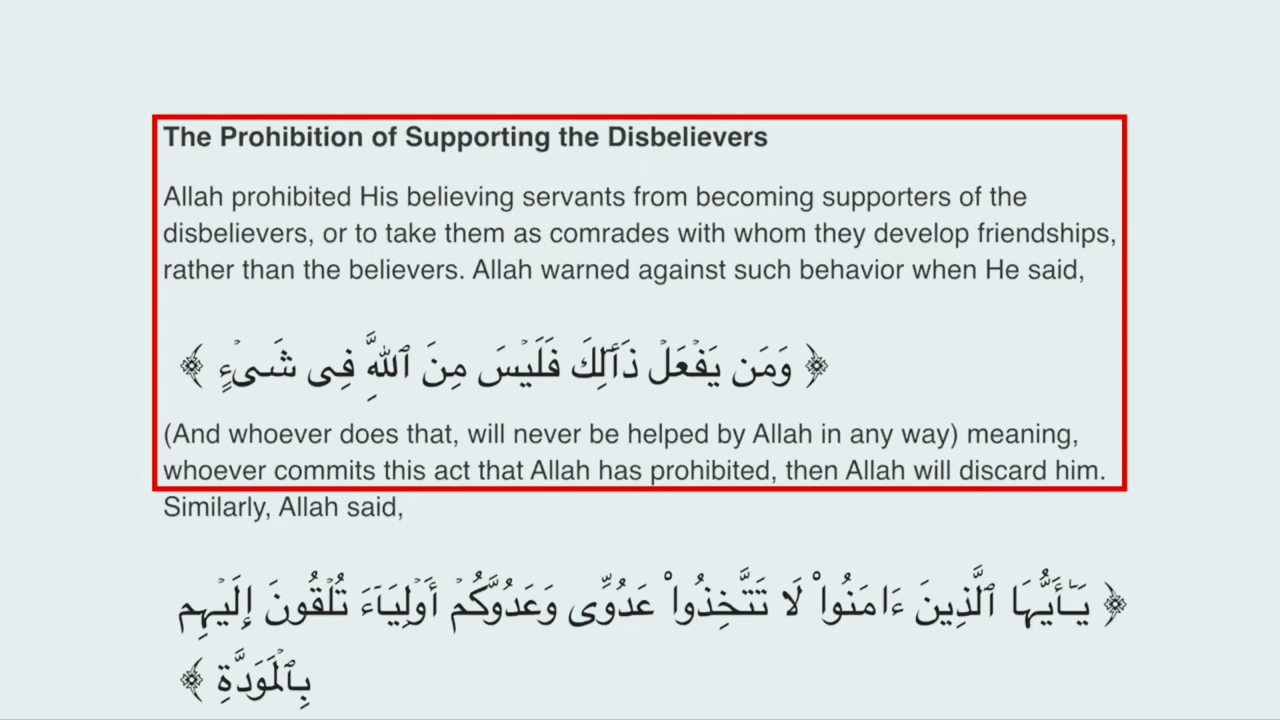 The Prohibition of Supporting the Disbelievers
Allah prohibited His believing servants from becoming supporters of the
disbelievers, or to take them as comrades with whom they develop friendships,
rather than the believers. Allah warned against such behavior when He said,
﴿ وَمَن يَفْعَلْ ذَٰلِكَ فَلَيْسَ مِنَ ٱللَّهِ فِى شَىْءٍ ﴾
(And whoever does that, will never be helped by Allah in any way) meaning,
whoever commits this act that Allah has prohibited, then Allah will discard him.
Similarly, Allah said,
﴿ يَـٰٓأَيُّهَا ٱلَّذِينَ ءَامَنُوا۟ لَا تَتَّخِذُوا۟ عَدُوِّى وَعَدُوَّكُمْ أَوْلِيَآءَ تُلْقُونَ إِلَيْهِم
بِٱلْمَوَدَّةِ ﴾